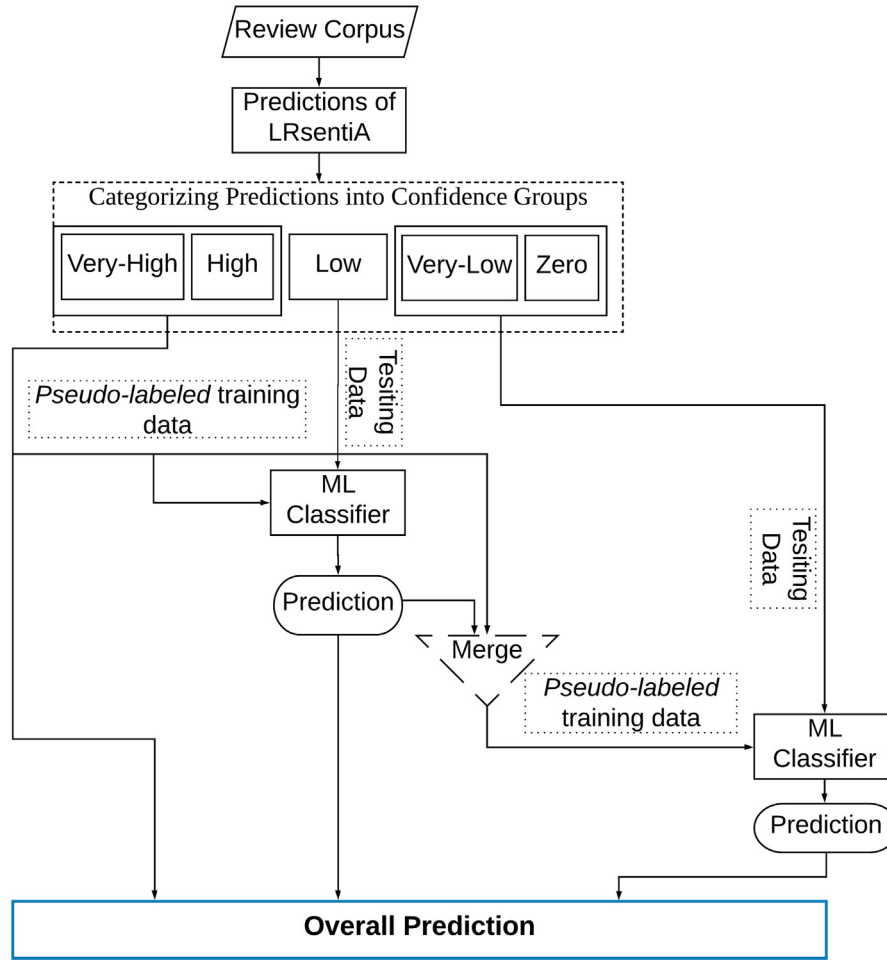 Review Corpus
Predictions of
LRsentiA
Categorizing Predictions into Confidence Groups
Very-High
High
Low
Very-Low
Zero
Tesiting
Data
Pseudo-labeled training
data
ML
Classifier
Tesiting
Data
Prediction
Merge
Pseudo-labeled
training data
ML
Classifier
Prediction
Overall Prediction